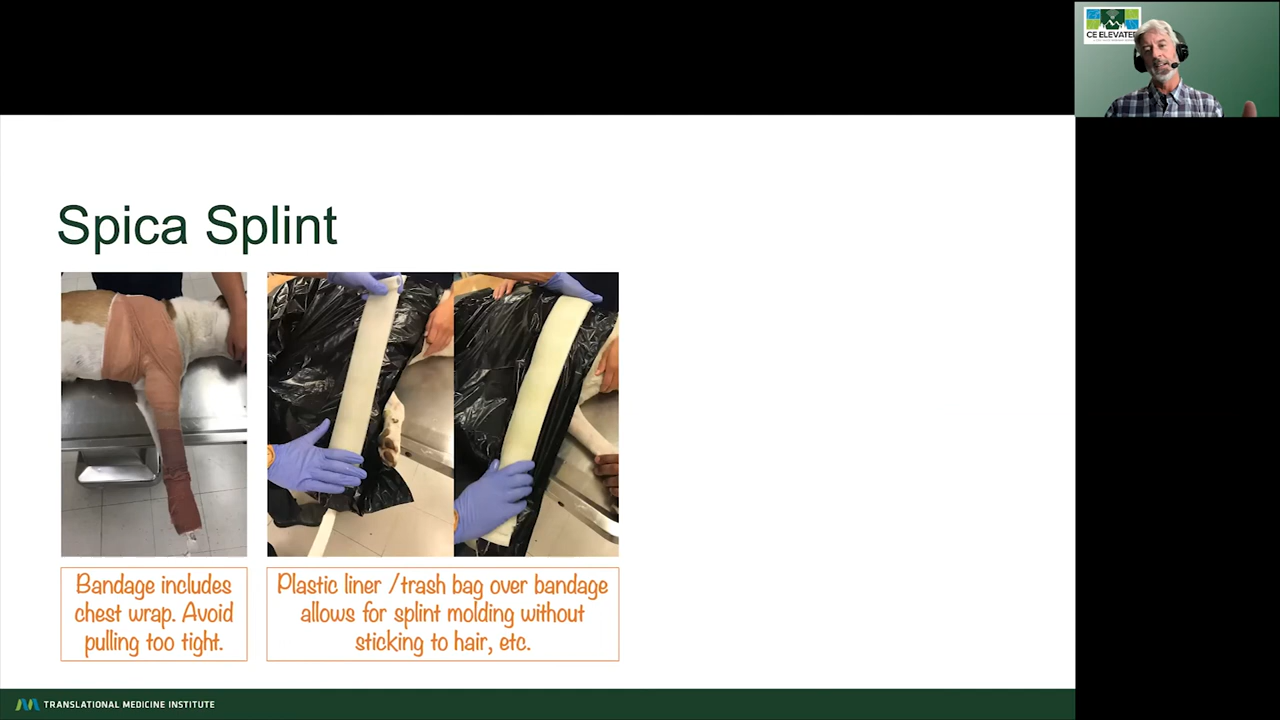 CE ELEVATE
Spica Splint
Bandage includes
chest wrap. Avoid
pulling too tight.
Plastic liner /trash bag over bandage
allows for splint molding without
sticking to hair, etc.
TRANSLATIONAL MEDICINE INSTITUTE